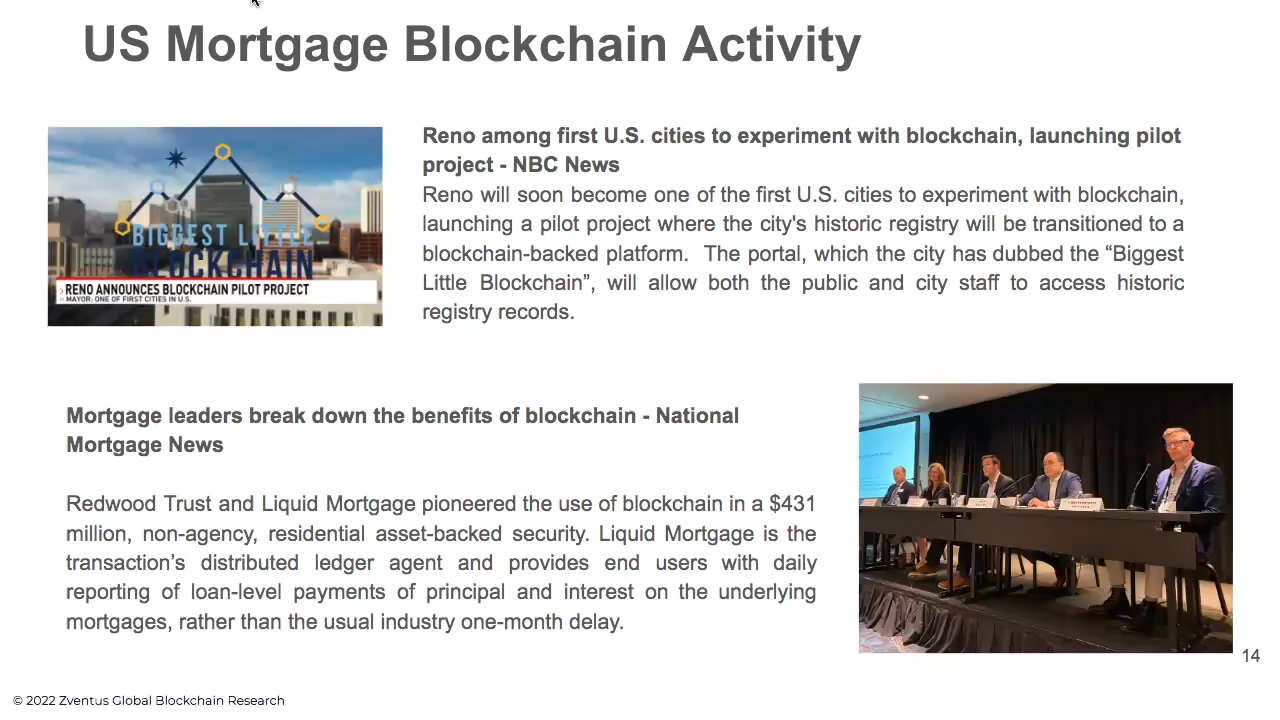 US Mortgage Blockchain Activity
BIGGEST LITTLE
BLOCKCHAIN
RENO ANNOUNCES BLOCKCHAIN PILOT PROJECT
MAYOR: ONE OF FIRST CITIES IN U.S.
Reno among first U.S. cities to experiment with blockchain, launching pilot
project - NBC News
Reno will soon become one of the first U.S. cities to experiment with blockchain,
launching a pilot project where the city's historic registry will be transitioned to a
blockchain-backed platform.  The portal, which the city has dubbed the “Biggest
Little Blockchain”, will allow both the public and city staff to access historic
registry records.
Mortgage leaders break down the benefits of blockchain - National
Mortgage News
Redwood Trust and Liquid Mortgage pioneered the use of blockchain in a $431
million, non-agency, residential asset-backed security. Liquid Mortgage is the
transaction’s distributed ledger agent and provides end users with daily
reporting of loan-level payments of principal and interest on the underlying
mortgages, rather than the usual industry one-month delay.
14
© 2022 Zventus Global Blockchain Research